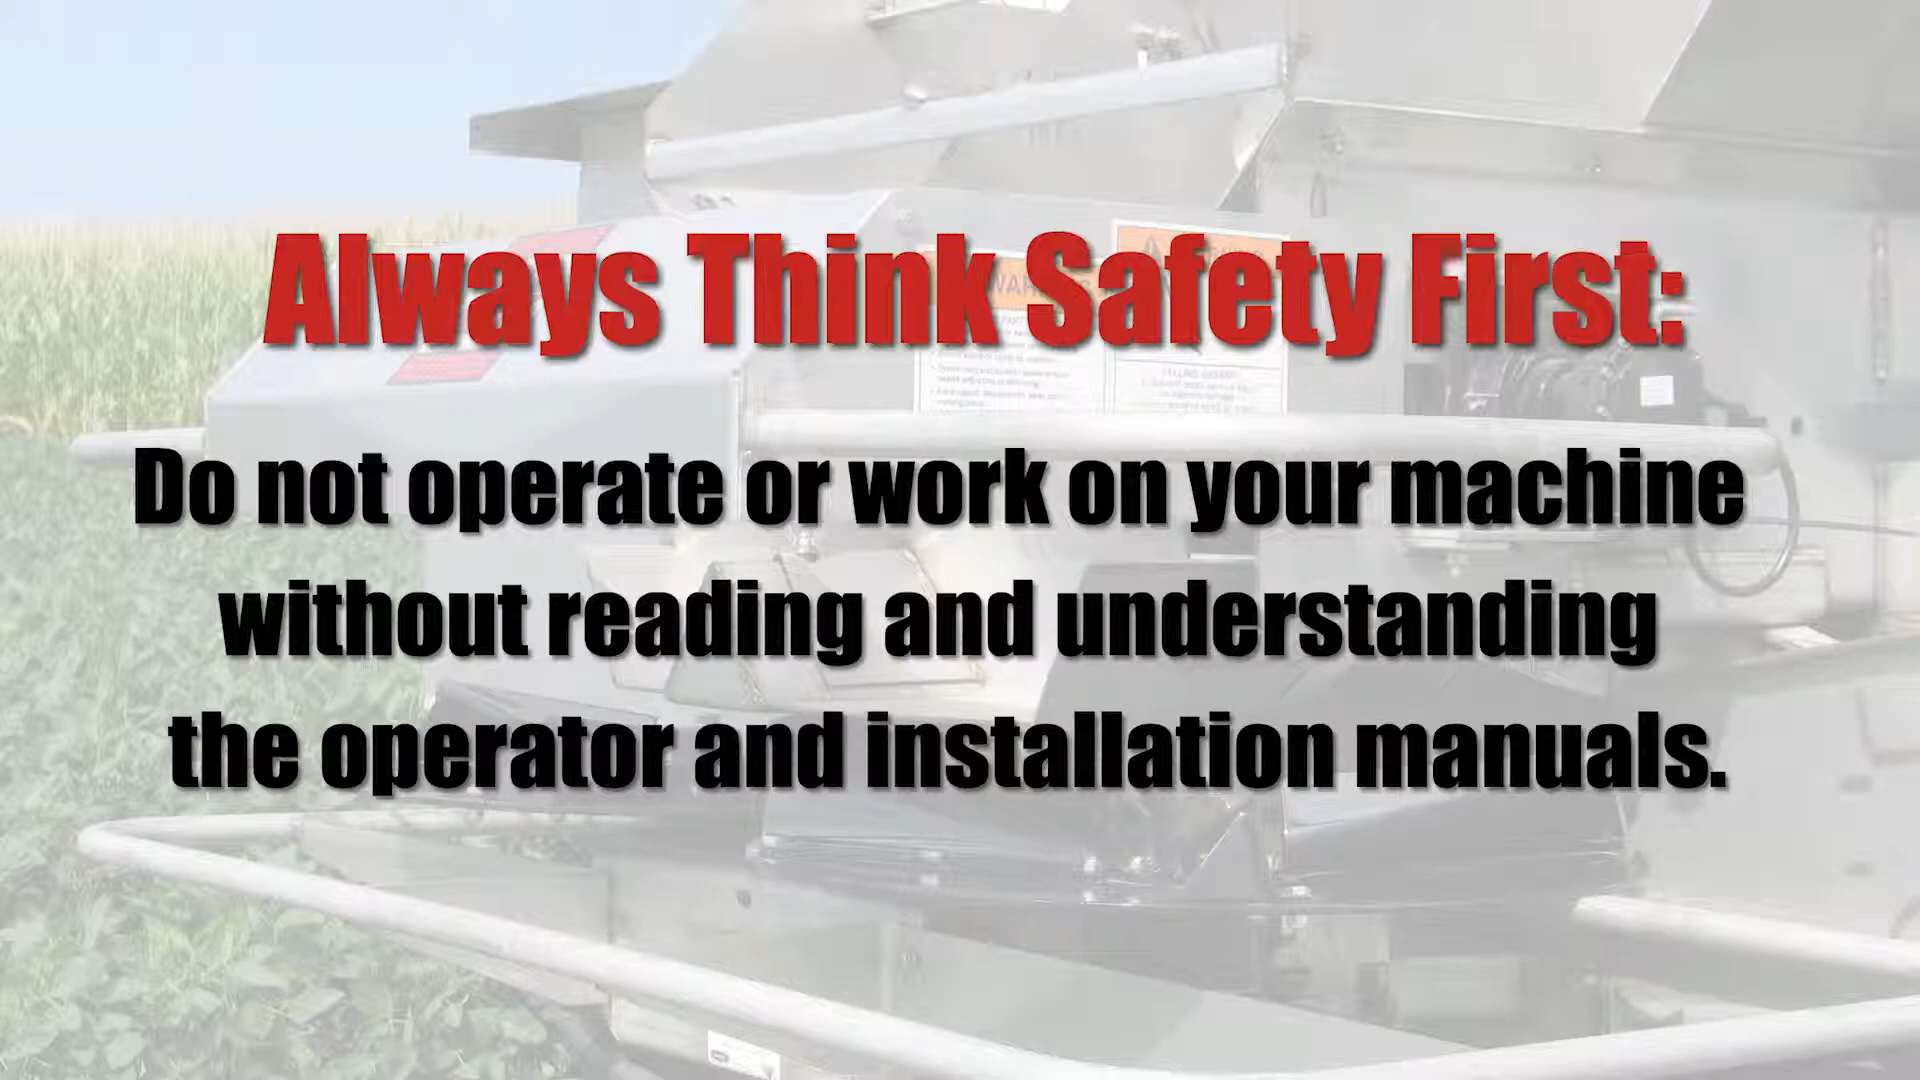 Always Think Safety First:
Do not operate or work on your machine
without reading and understanding
the operator and installation manuals.